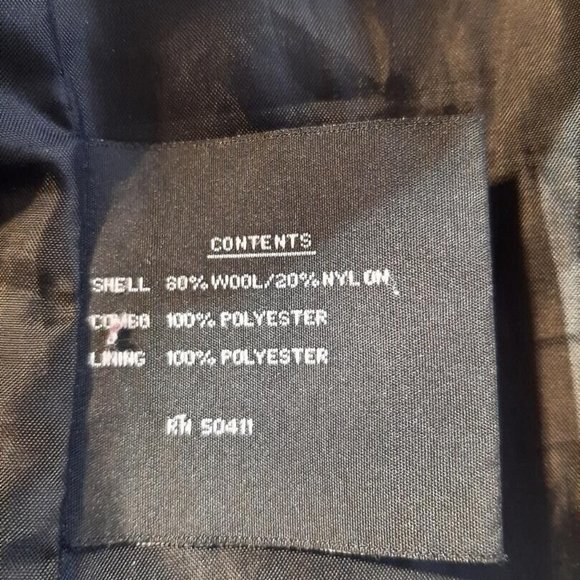 CONTENTS
SHELL 80% WOOL/20% NYLON
COMBO 100% POLYESTER
LINING 100% POLYESTER
RN 50411